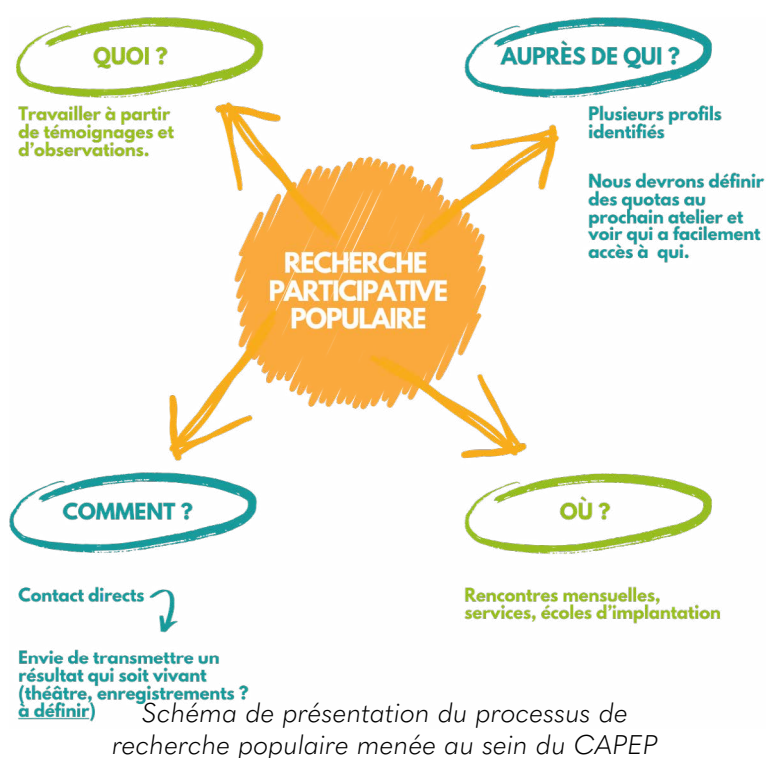 QUOI ?
Travailler à partir
de témoignages et
d'observations.
AUPRÈS DE QUI ?
Plusieurs profils
identifiés
Nous devrons définir
des quotas au
prochain atelier et
voir qui a facilement
accès à qui.
RECHERCHE
PARTICIPATIVE
POPULAIRE
COMMENT ?
Contact directs
Envie de transmettre un
résultat qui soit vivant
(théâtre, enregistrements ?
à définir)
OÙ ?
Rencontres mensuelles,
services, écoles d'implantation
Schéma de présentation du processus de
recherche populaire menée au sein du CAPEP